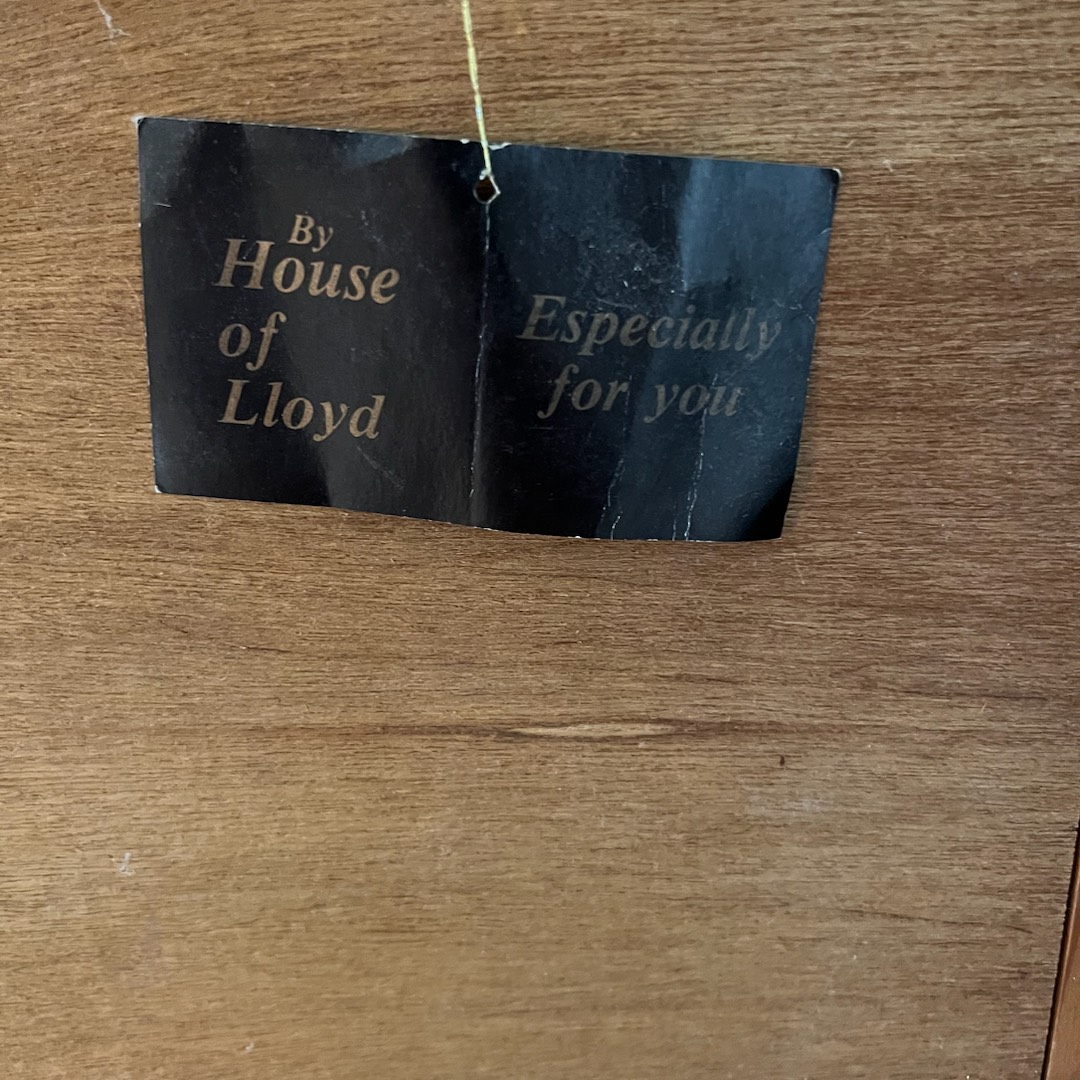 By
House
of
Lloyd
Especially
for you